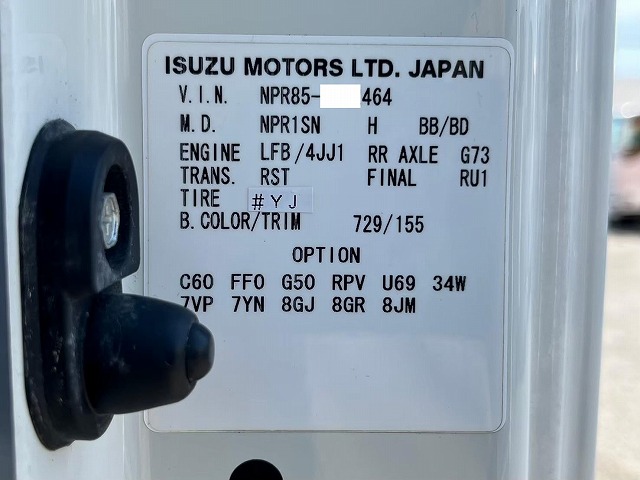 ISUZU MOTORS LTD. JAPAN
V.I.N. NPR85- 464
M.D. NPR1SN H BB/BD
ENGINE LFB/4JJ1 RR AXLE G73
TRANS. RST FINAL RU1
TIRE #YJ
B.COLOR/TRIM 729/155
OPTION
C60 FF0 G50 RPV U69 34W
7VP 7YN 8GJ 8GR 8JM